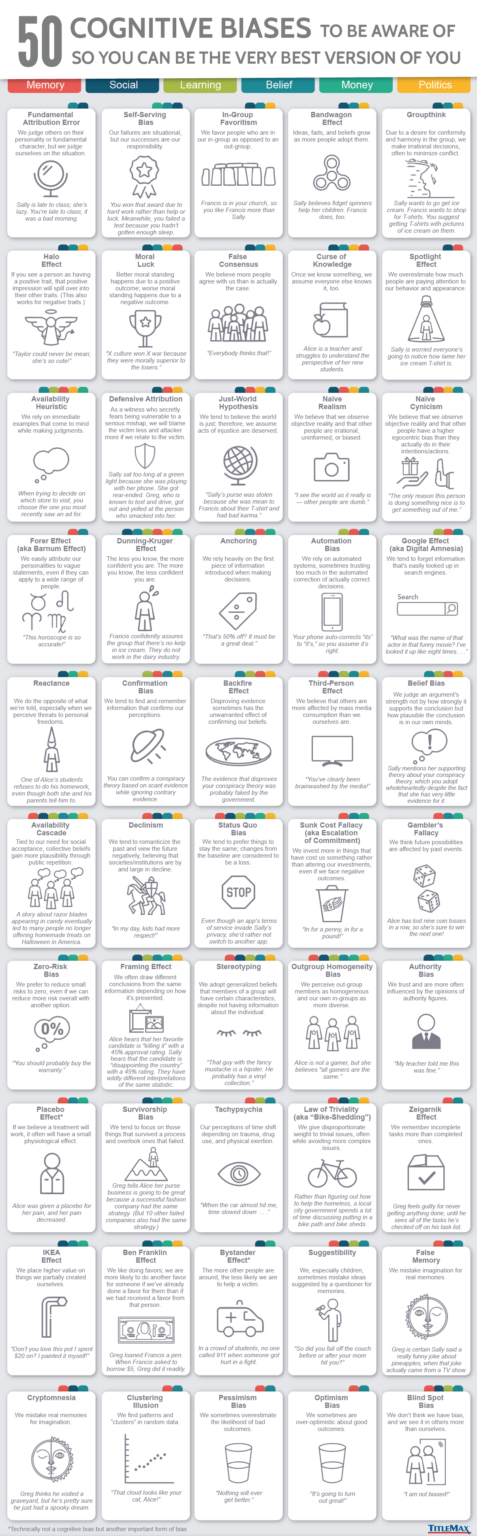 50 COGNITIVE BIASES TO BE AWARE OF
SO YOU CAN BE THE VERY BEST VERSION OF YOU
Memory
Social
Learning
Belief
Money
Politics
Fundamental
Attribution Error
We judge others on their
personality or fundamental
character, but we judge
ourselves on the situation.
Sally is late to class; she's
lazy. You're late to class; it
was a bad morning.
Self-Serving
Bias
Our failures are situational,
but our successes are our
responsibility.
You won that award due to
hard work rather than help or
luck. Meanwhile, you failed a
test because you hadn't
gotten enough sleep.
In-Group
Favoritism
We favor people who are in
our in-group as opposed to an
out-group.
Francis is in your church, so
you like Francis more than
Sally.
Bandwagon
Effect
Ideas, fads, and beliefs grow
as more people adopt them.
Sally believes fidget spinners
help her children. Francis
does, too.
Groupthink
Due to a desire for conformity
and harmony in the group, we
make irrational decisions,
often to minimize conflict.
Sally wants to go get ice
cream. Francis wants to shop
for T-shirts. You suggest
getting T-shirts with pictures
of ice cream on them.
Halo
Effect
If you see a person as having
a positive trait, that positive
impression will spill over into
their other traits. (This also
works for negative traits.)
"Taylor could never be mean;
she's so cute!"
Moral
Luck
Better moral standing
happens due to a positive
outcome; worse moral
standing happens due to a
negative outcome.
"X culture won X war because
they were morally superior to
the losers."
False
Consensus
We believe more people
agree with us than is actually
the case.
"Everybody thinks that!"
Curse of
Knowledge
Once we know something, we
assume everyone else knows
it, too.
Alice is a teacher and
struggles to understand the
perspective of her new
students.
Spotlight
Effect
We overestimate how much
people are paying attention to
our behavior and appearance.
Sally is worried everyone's
going to notice how lame her
ice cream T-shirt is.
Availability
Heuristic
We rely on immediate
examples that come to mind
while making judgments.
When trying to decide on
which store to visit, you
choose the one you most
recently saw an ad for.
Defensive Attribution
As a witness who secretly
fears being vulnerable to a
serious mishap, we will blame
the victim less and attacker
more if we relate to the victim.
Sally sat too long at a green
light because she was playing
with her phone. She got
rear-ended. Greg, who is
known to text and drive, got
out and yelled at the person
who smacked into her.
Just-World
Hypothesis
We tend to believe the world
is just; therefore, we assume
acts of injustice are deserved.
"Sally's purse was stolen
because she was mean to
Francis about their T-shirt and
had bad karma."
Naïve
Realism
We believe that we observe
objective reality and that other
people are irrational,
uninformed, or biased.
"I see the world as it really is
— other people are dumb."
Naïve
Cynicism
We believe that we observe
objective reality and that
other people have a higher
egocentric bias than they
actually do in their
intentions/actions.
"The only reason this person
is doing something nice is to
get something out of me."
Forer Effect
(aka Barnum Effect)
We easily attribute our
personalities to vague
statements, even if they can
apply to a wide range of
people.
"This horoscope is so
accurate!"
Dunning-Kruger
Effect
The less you know, the more
confident you are. The more
you know, the less confident
you are.
Francis confidently assures
the group that there's no kelp
in ice cream. They do not
work in the dairy industry.
Anchoring
We rely heavily on the first
piece of information
introduced when making
decisions.
"That's 50% off? It must be
a great deal."
Automation
Bias
We rely on automated
systems, sometimes trusting
too much in the automated
correction of actually correct
decisions.
Your phone auto-corrects "its"
to "it's," so you assume it's
right.
Google Effect
(aka Digital Amnesia)
We tend to forget information
that's easily looked up in
search engines.
Search
"What was the name of that
actor in that funny movie? I've
looked it up like eight times . . ."
Reactance
We do the opposite of what
we're told, especially when we
perceive threats to personal
freedoms.
One of Alice's students
refuses to do his homework,
even though both she and his
parents tell him to.
Confirmation
Bias
We tend to find and remember
information that confirms our
perceptions.
You can confirm a conspiracy
theory based on scant evidence
while ignoring contrary
evidence.
Backfire
Effect
Disproving evidence
sometimes has the
unwarranted effect of
confirming our beliefs.
The evidence that disproves
your conspiracy theory was
probably faked by the
government.
Third-Person
Effect
We believe that others are
more affected by mass media
consumption than we
ourselves are.
"You've clearly been
brainwashed by the media!"
Belief Bias
We judge an argument's
strength not by how strongly it
supports the conclusion but
how plausible the conclusion
is in our own minds.
Sally mentions her supporting
theory about your conspiracy
theory, which you adopt
wholeheartedly despite the fact
that she has very little
evidence for it.
Availability
Cascade
Tied to our need for social
acceptance, collective beliefs
gain more plausibility through
public repetition.
A story about razor blades
appearing in candy eventually
led to many people no longer
offering homemade treats on
Halloween in America.
Declinism
We tend to romanticize the past
and view the future
negatively, believing that
societies/institutions are by
and large in decline.
"In my day, kids had more
respect!"
Status Quo
Bias
We tend to prefer things to
stay the same; changes from
the baseline are considered to
be a loss.
STOP
Even though an app's terms
of service invade Sally's
privacy, she'd rather not
switch to another app.
Sunk Cost Fallacy
(aka Escalation
of Commitment)
We invest more in things that
have cost us something rather
than altering our investments,
even if we face negative
outcomes.
"In for a penny, in for a
pound!"
Gambler's
Fallacy
We think future possibilities
are affected by past events.
Alice has lost nine coin tosses
in a row, so she's sure to win
the next one!
Zero-Risk
Bias
We prefer to reduce small
risks to zero, even if we can
reduce more risk overall with
another option.
0%
"You should probably buy the
warranty."
Framing Effect
We often draw different
conclusions from the same
information depending on how
it's presented.
Alice hears that her favorite
candidate is "killing it" with a
45% approval rating. Sally
hears that the candidate is
"disappointing the country"
with a 45% rating. They have
wildly different interpretations
of the same statistic.
Stereotyping
We adopt generalized beliefs
that members of a group will
have certain characteristics,
despite not having information
about the individual.
"That guy with the fancy
mustache is a hipster. He
probably has a vinyl
collection."
Outgroup Homogeneity
Bias
We perceive out-group
members as homogeneous
and our own in-groups as
more diverse.
Alice is not a gamer, but she
believes "all gamers are the
same."
Authority
Bias
We trust and are more often
influenced by the opinions of
authority figures.
"My teacher told me this
was fine."
Placebo
Effect*
If we believe a treatment will
work, it often will have a small
physiological effect.
Alice was given a placebo for
her pain, and her pain
decreased.
Survivorship
Bias
We tend to focus on those
things that survived a process
and overlook ones that failed.
Greg tells Alice her purse
business is going to be great
because a successful fashion
company had the same
strategy. (But 10 other failed
companies also had the same
strategy.)
Tachypsychia
Our perceptions of time shift
depending on trauma, drug
use, and physical exertion.
"When the car almost hit me,
time slowed down . . ."
Law of Triviality
(aka "Bike-Shedding")
We give disproportionate
weight to trivial issues, often
while avoiding more complex
issues.
Rather than figuring out how
to help the homeless, a local
city government spends a lot
of time discussing putting in a
bike path and bike sheds.
Zeigarnik
Effect
We remember incomplete
tasks more than completed
ones.
Greg feels guilty for never
getting anything done, until he
sees all of the tasks he's
checked off on his task list.
IKEA
Effect
We place higher value on
things we partially created
ourselves.
"Don't you love this pot I spent
$20 on? I painted it myself!"
Ben Franklin
Effect
We like doing favors; we are
more likely to do another favor
for someone if we've already
done a favor for them than if
we had received a favor from
that person.
Greg loaned Francis a pen.
When Francis asked to
borrow $5, Greg did it readily.
Bystander
Effect*
The more other people are
around, the less likely we are
to help a victim.
In a crowd of students, no one
called 911 when someone got
hurt in a fight.
Suggestibility
We, especially children,
sometimes mistake ideas
suggested by a questioner for
memories.
"So did you fall off the couch
before or after your mom
hit you?"
False
Memory
We mistake imagination for
real memories.
Greg is certain Sally said a
really funny joke about
pineapples, when that joke
actually came from a TV show.
Cryptomnesia
We mistake real memories
for imagination.
Greg thinks he visited a
graveyard, but he's pretty sure
he just had a spooky dream.
Clustering
Illusion
We find patterns and
"clusters" in random data.
"That cloud looks like your
cat, Alice!"
Pessimism
Bias
We sometimes overestimate
the likelihood of bad
outcomes.
"Nothing will ever
get better."
Optimism
Bias
We sometimes are
over-optimistic about good
outcomes.
"It's going to turn
out great!"
Blind Spot
Bias
We don't think we have bias,
and we see it in others more
than ourselves.
"I am not biased!"
*Technically not a cognitive bias but another important form of bias
TITLEMAX